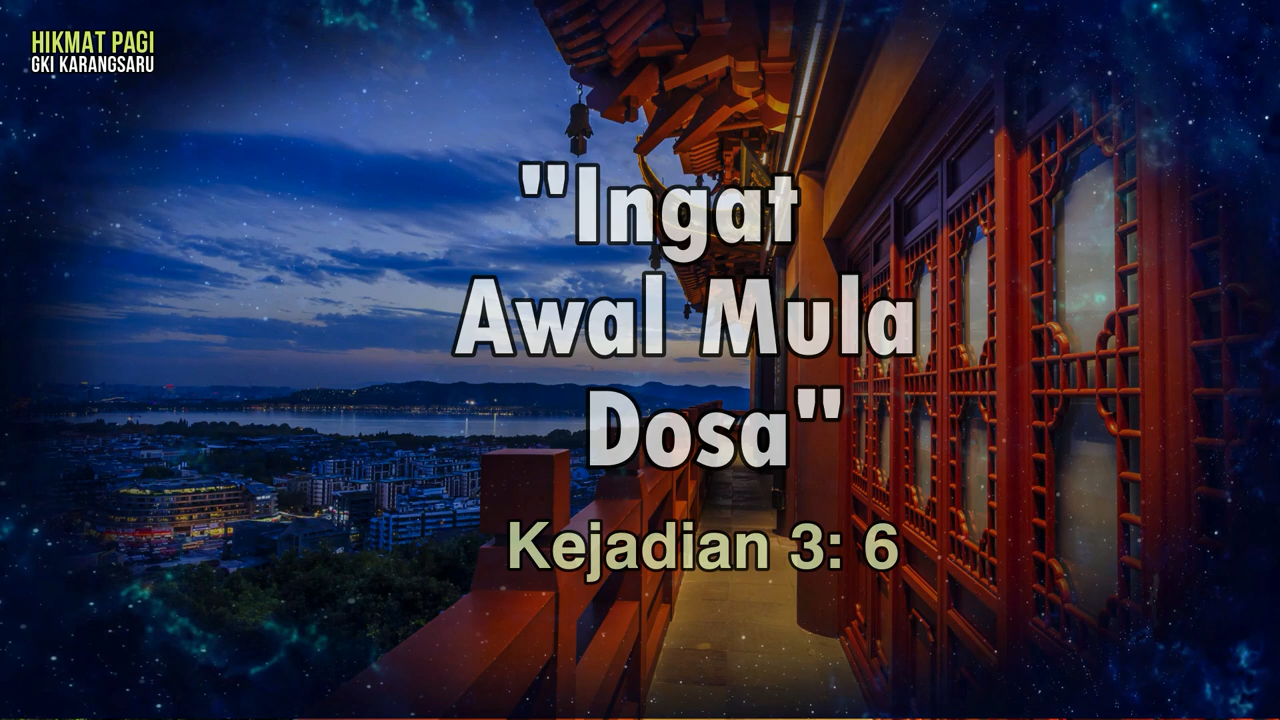 HIKMAT PAGI
GKI KARANGSARU
"Ingat
Awal Mula
Dosa"
Kejadian 3: 6